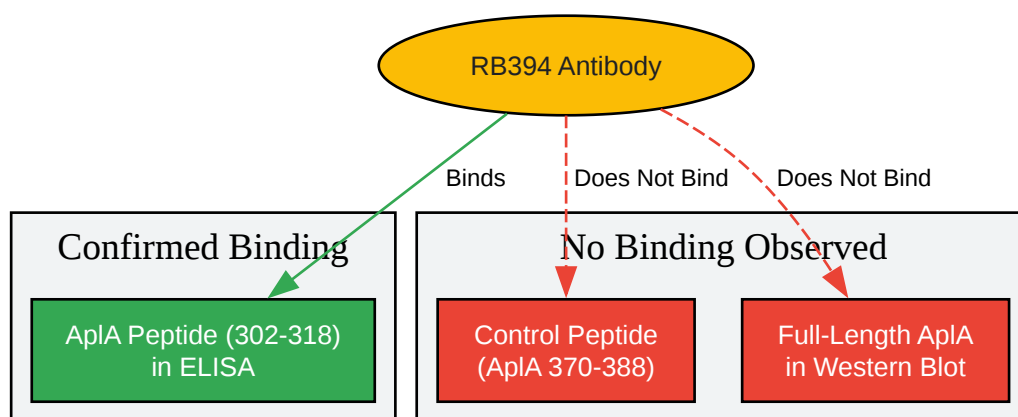 RB394 Antibody
Binds
Does Not Bind
Does Not Bind
Confirmed Binding
No Binding Observed
AplA Peptide (302-318)
in ELISA
Control Peptide
(AplA 370-388)
Full-Length AplA
in Western Blot